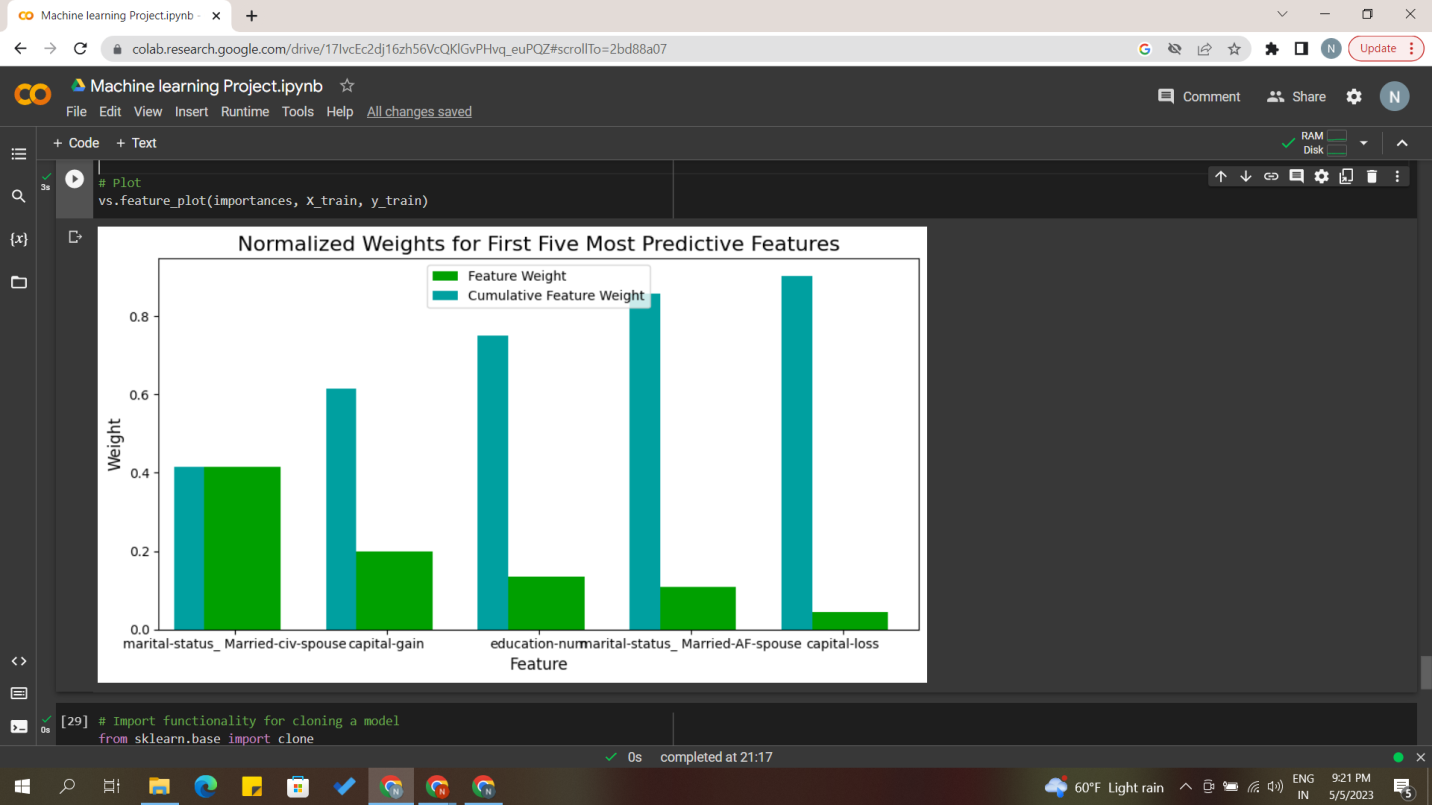 Machine learning Project.ipynb
colab.research.google.com/drive/17IvcEc2dj16zh56VcQKlGvPHvq_euPQZ#scrollTo=2bd88a07
N
Update
Machine learning Project.ipynb
File Edit View Insert Runtime Tools Help All changes saved
Comment
Share
N
+ Code + Text
RAM
Disk
3s
# Plot
vs.feature_plot(importances, X_train, y_train)
{x}
Normalized Weights for First Five Most Predictive Features
Feature Weight
Cumulative Feature Weight
0.8
0.6
0.4
0.2
0.0
Weight
marital-status_ Married-civ-spouse capital-gain education-num marital-status_ Married-AF-spouse capital-loss
Feature
0s
[29] # Import functionality for cloning a model
from sklearn.base import clone
0s completed at 21:17
60°F Light rain
ENG
IN
9:21 PM
5/5/2023
5